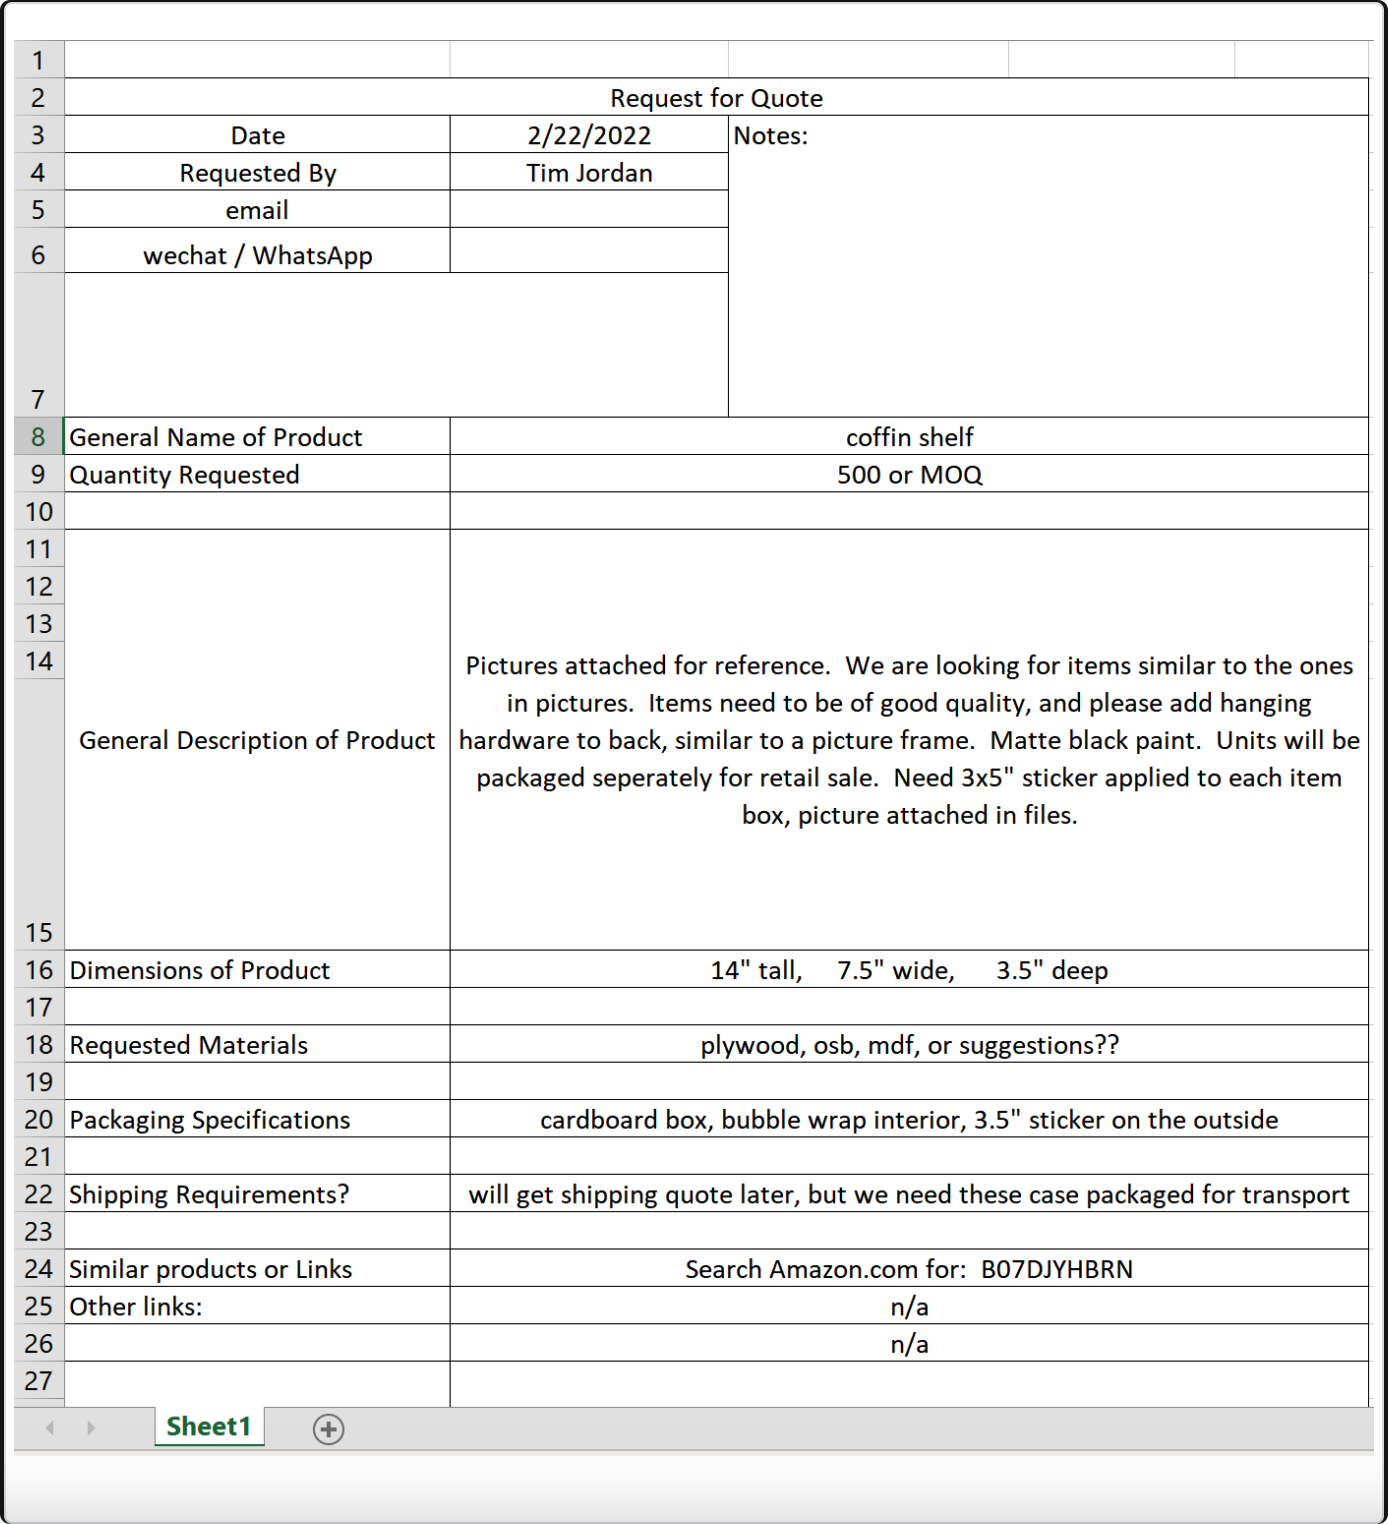 1
2 Request for Quote
3 Date 2/22/2022 Notes:
4 Requested By Tim Jordan
5 email
6 wechat / WhatsApp
7
8 General Name of Product coffin shelf
9 Quantity Requested 500 or MOQ
10
11
12
13
14
Pictures attached for reference.  We are looking for items similar to the ones
in pictures.  Items need to be of good quality, and please add hanging
General Description of Product hardware to back, similar to a picture frame.  Matte black paint.  Units will be
packaged seperately for retail sale.  Need 3x5" sticker applied to each item
box, picture attached in files.
15
16 Dimensions of Product 14" tall, 7.5" wide, 3.5" deep
17
18 Requested Materials plywood, osb, mdf, or suggestions??
19
20 Packaging Specifications cardboard box, bubble wrap interior, 3.5" sticker on the outside
21
22 Shipping Requirements? will get shipping quote later, but we need these case packaged for transport
23
24 Similar products or Links Search Amazon.com for:  B07DJYHBRN
25 Other links: n/a
26 n/a
27
Sheet1